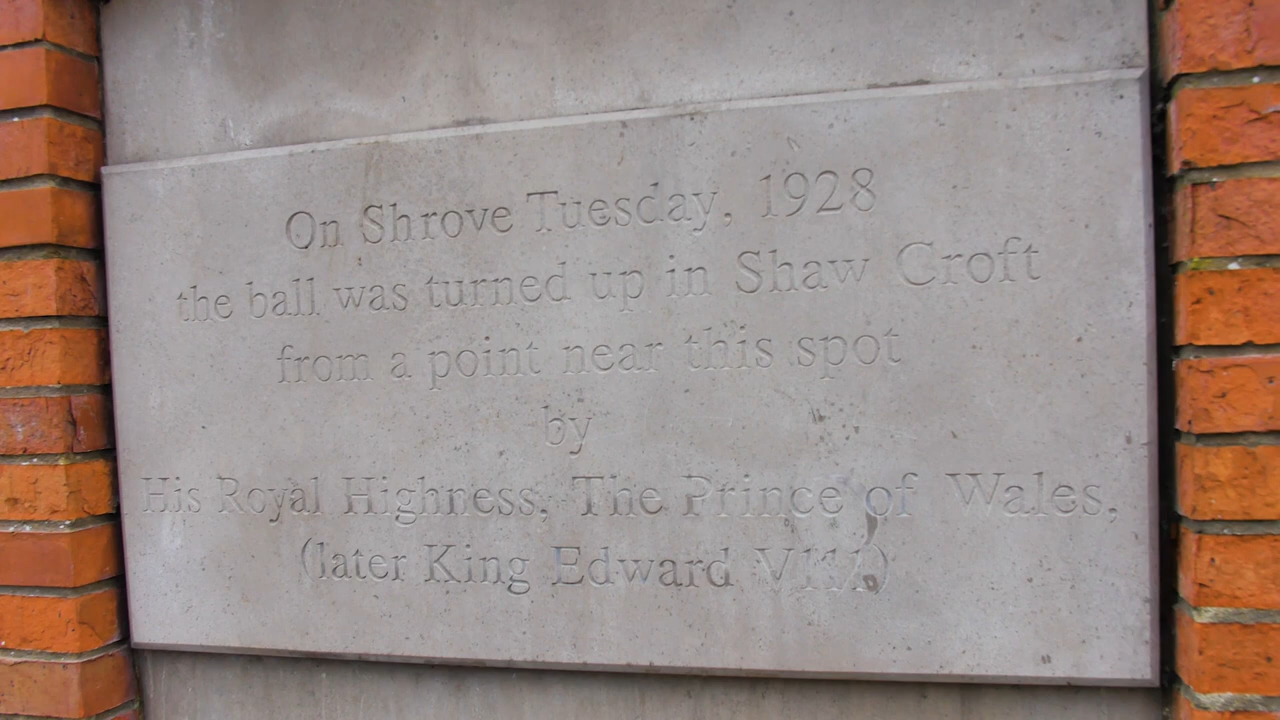 On Shrove Tuesday, 1928
the ball was turned up in Shaw Croft
from a point near this spot
by
His Royal Highness, The Prince of Wales,
(later King Edward V111)